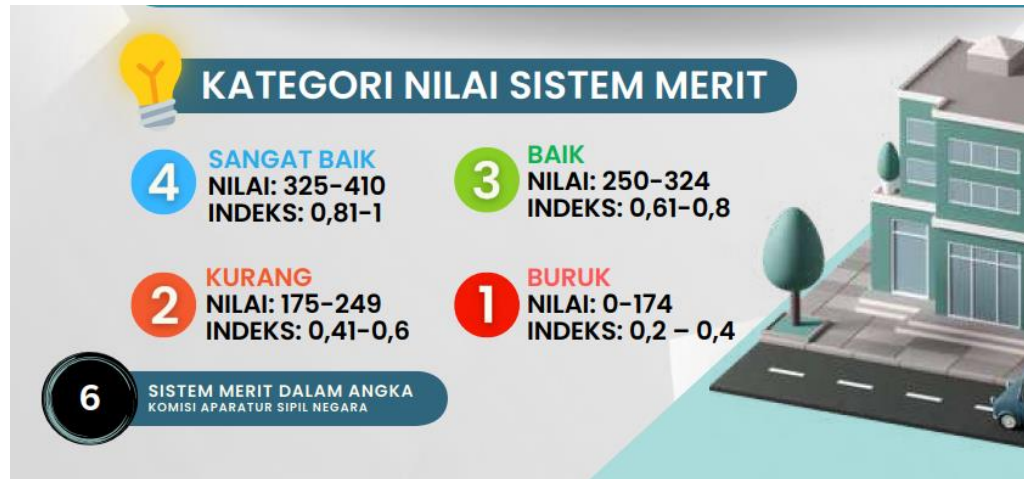 KATEGORI NILAI SISTEM MERIT
4
SANGAT BAIK
NILAI: 325-410
INDEKS: 0,81-1
3
BAIK
NILAI: 250-324
INDEKS: 0,61-0,8
2
KURANG
NILAI: 175-249
INDEKS: 0,41-0,6
1
BURUK
NILAI: 0-174
INDEKS: 0,2 – 0,4
6
SISTEM MERIT DALAM ANGKA
KOMISI APARATUR SIPIL NEGARA